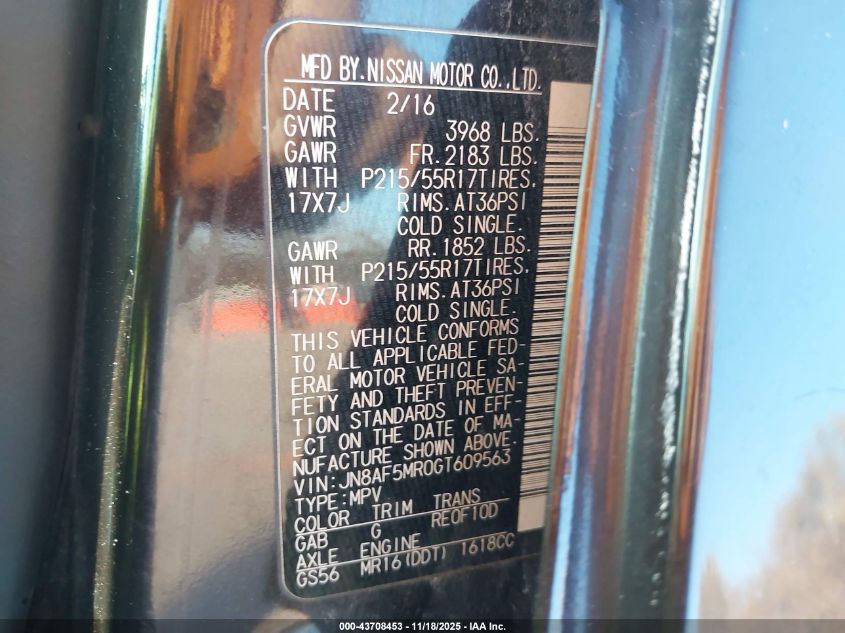 MFD BY.NISSAN MOTOR CO.,LTD.
DATE 2/16
GVWR 3968 LBS.
GAWR FR.2183 LBS.
WITH P215/55R17TIRES.
17X7J RIMS.AT36PSI
COLD SINGLE.
GAWR RR.1852 LBS.
WITH P215/55R17TIRES.
17X7J RIMS.AT36PSI
COLD SINGLE.
THIS VEHICLE CONFORMS
TO ALL APPLICABLE FED-
ERAL MOTOR VEHICLE SA-
FETY AND THEFT PREVEN-
TION STANDARDS IN EFF-
ECT ON THE DATE OF MA-
NUFACTURE SHOWN ABOVE.
VIN:JN8AF5MR0GT609563
TYPE:MPV
COLOR TRIM TRANS
GAB G RE0F10D
AXLE ENGINE
GS56 MR16(DDT) 1618CC
000-43708453 - 11/18/2025 - IAA Inc.